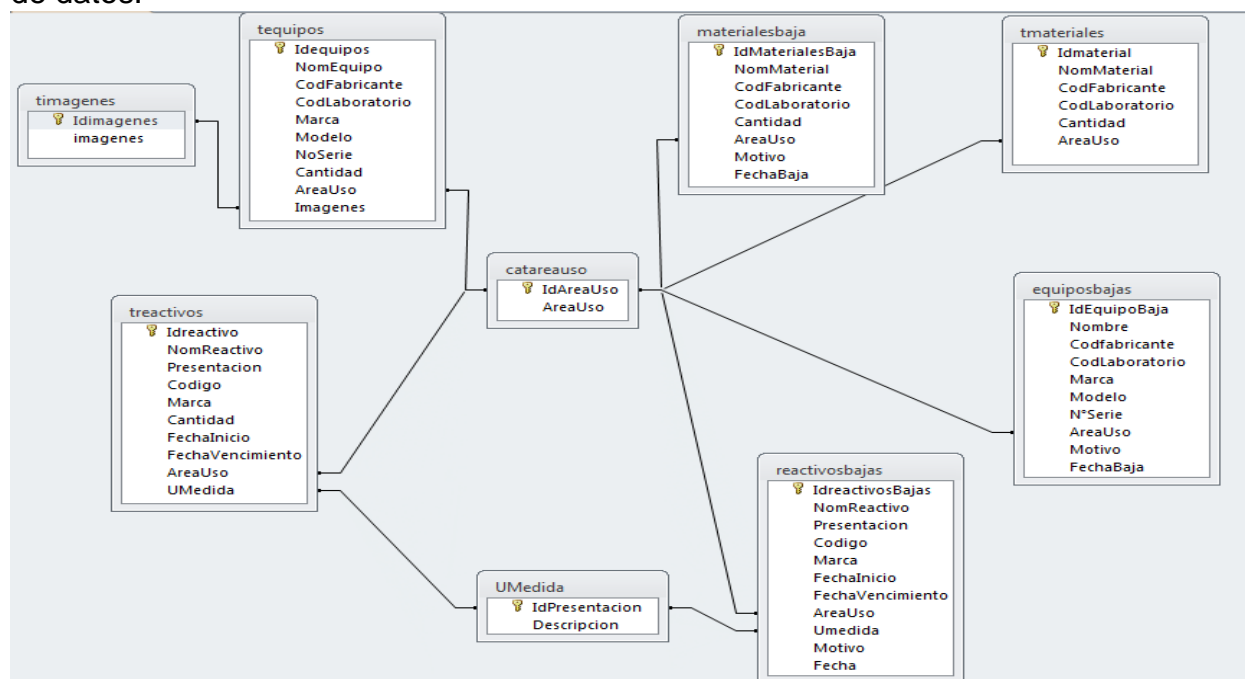 de datos.
timagenes
Idimagenes
imagenes
tequipos
Idequipos
NomEquipo
CodFabricante
CodLaboratorio
Marca
Modelo
NoSerie
Cantidad
AreaUso
Imagenes
materialesbaja
IdMaterialesBaja
NomMaterial
CodFabricante
CodLaboratorio
Cantidad
AreaUso
Motivo
FechaBaja
tmateriales
Idmaterial
NomMaterial
CodFabricante
CodLaboratorio
Cantidad
AreaUso
catareauso
IdAreaUso
AreaUso
treactivos
Idreactivo
NomReactivo
Presentacion
Codigo
Marca
Cantidad
FechaInicio
FechaVencimiento
AreaUso
UMedida
equiposbajas
IdEquipoBaja
Nombre
Codfabricante
CodLaboratorio
Marca
Modelo
N°Serie
AreaUso
Motivo
FechaBaja
UMedida
IdPresentacion
Descripcion
reactivosbajas
IdreactivosBajas
NomReactivo
Presentacion
Codigo
Marca
FechaInicio
FechaVencimiento
AreaUso
Umedida
Motivo
Fecha